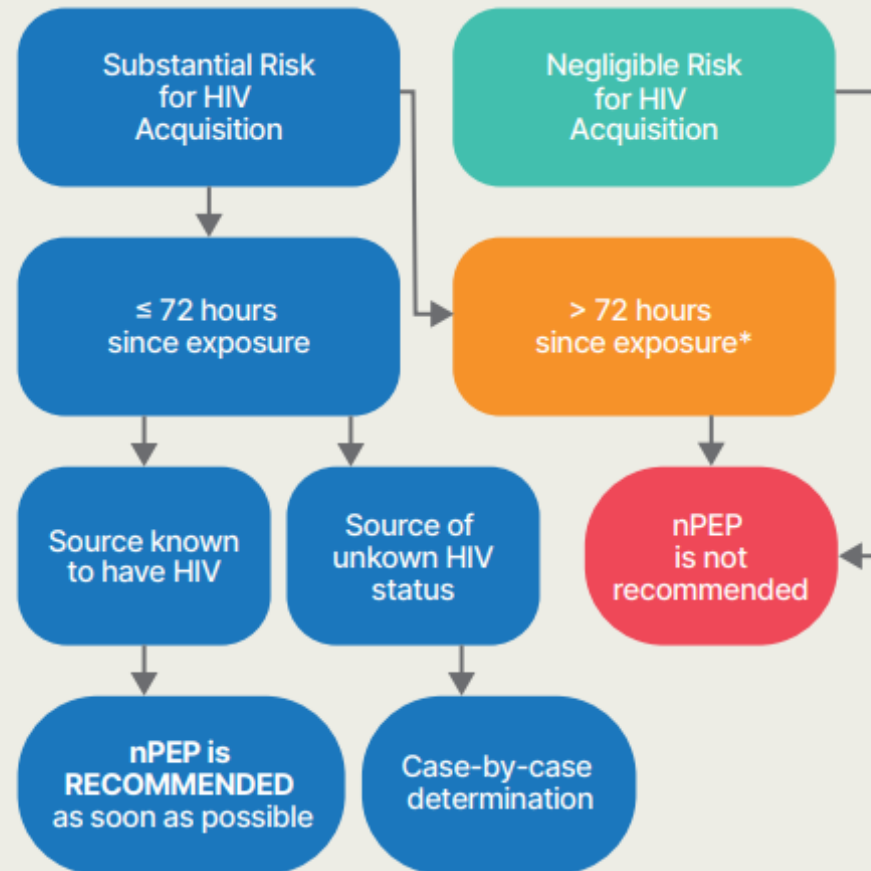 Substantial Risk
for HIV
Acquisition
Negligible Risk
for HIV
Acquisition
≤ 72 hours
since exposure
> 72 hours
since exposure*
Source known
to have HIV
Source of
unkown HIV
status
nPEP
is not
recommended
nPEP is
RECOMMENDED
as soon as possible
Case-by-case
determination